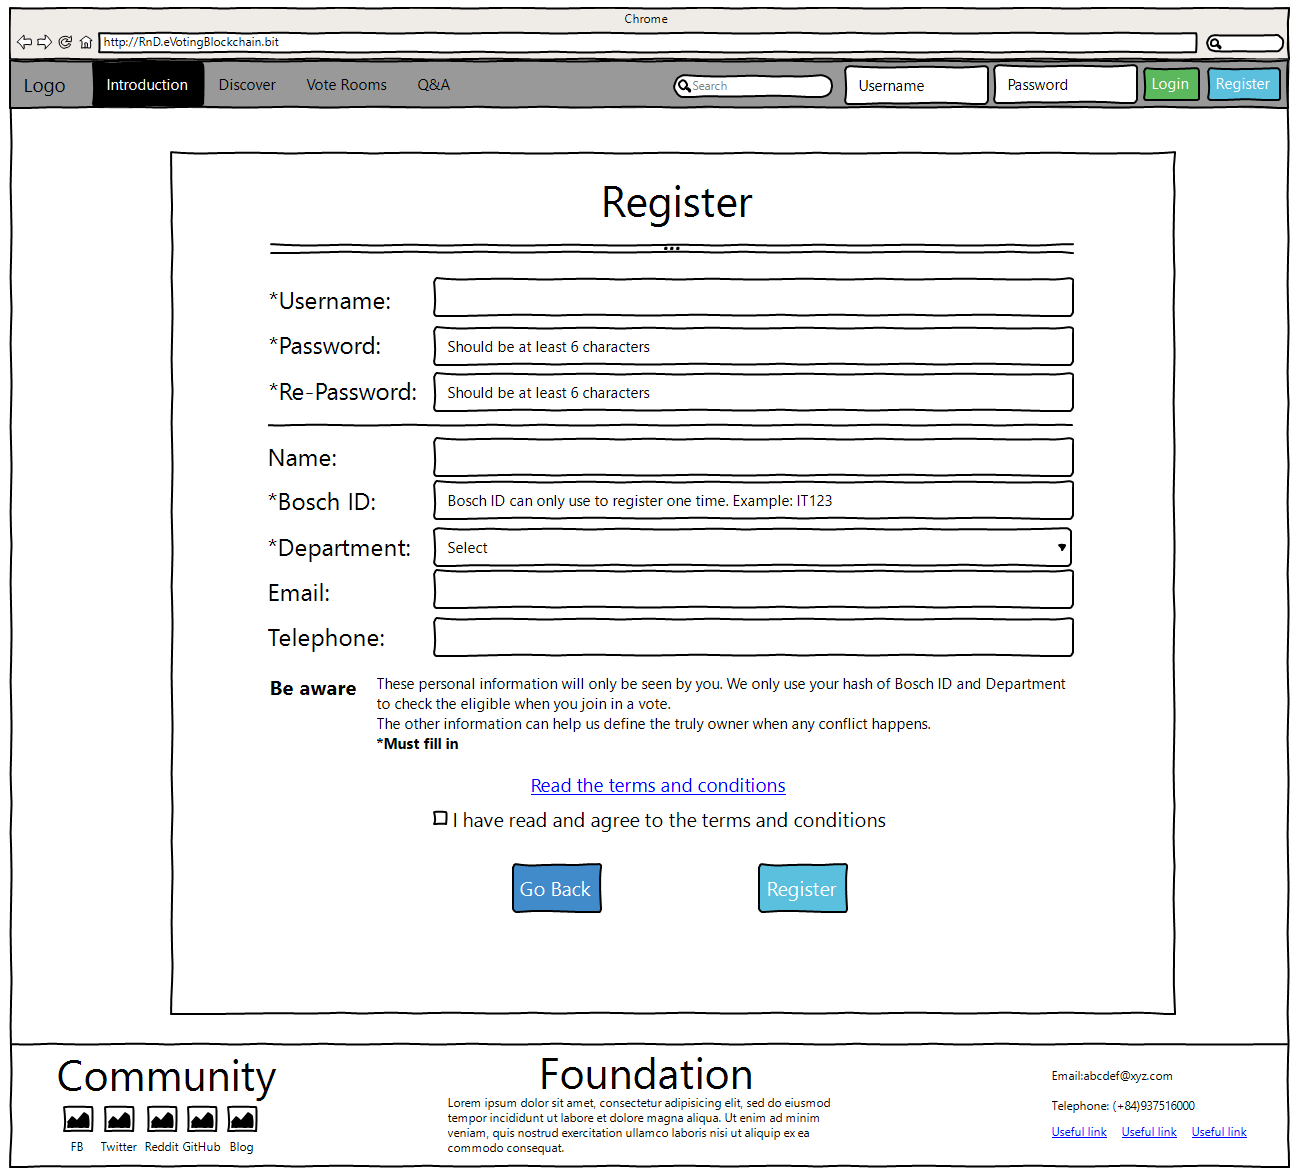 Chrome
http://RnD.eVotingBlockchain.bit
Logo Introduction Discover Vote Rooms Q&A Search Username Password Login Register
Register
*Username:
*Password: Should be at least 6 characters
*Re-Password: Should be at least 6 characters
Name:
*Bosch ID: Bosch ID can only use to register one time. Example: IT123
*Department: Select
Email:
Telephone:
Be aware These personal information will only be seen by you. We only use your hash of Bosch ID and Department
to check the eligible when you join in a vote.
The other information can help us define the truly owner when any conflict happens.
*Must fill in
Read the terms and conditions
I have read and agree to the terms and conditions
Go Back Register
Community
FB Twitter Reddit GitHub Blog
Foundation
Lorem ipsum dolor sit amet, consectetur adipisicing elit, sed do eiusmod
tempor incididunt ut labore et dolore magna aliqua. Ut enim ad minim
veniam, quis nostrud exercitation ullamco laboris nisi ut aliquip ex ea
commodo consequat.
Email:abcdef@xyz.com
Telephone: (+84)937516000
Useful link Useful link Useful link